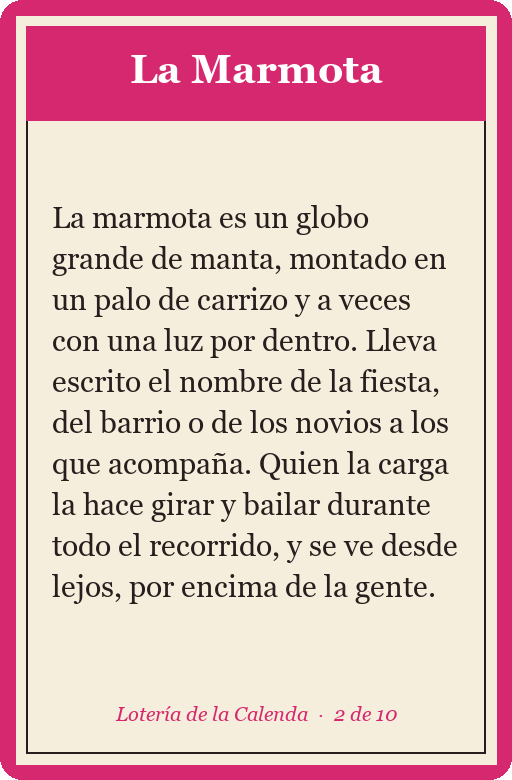 La Marmota
La marmota es un globo
grande de manta, montado en
un palo de carrizo y a veces
con una luz por dentro. Lleva
escrito el nombre de la fiesta,
del barrio o de los novios a los
que acompaña. Quien la carga
la hace girar y bailar durante
todo el recorrido, y se ve desde
lejos, por encima de la gente.
Lotería de la Calenda · 2 de 10